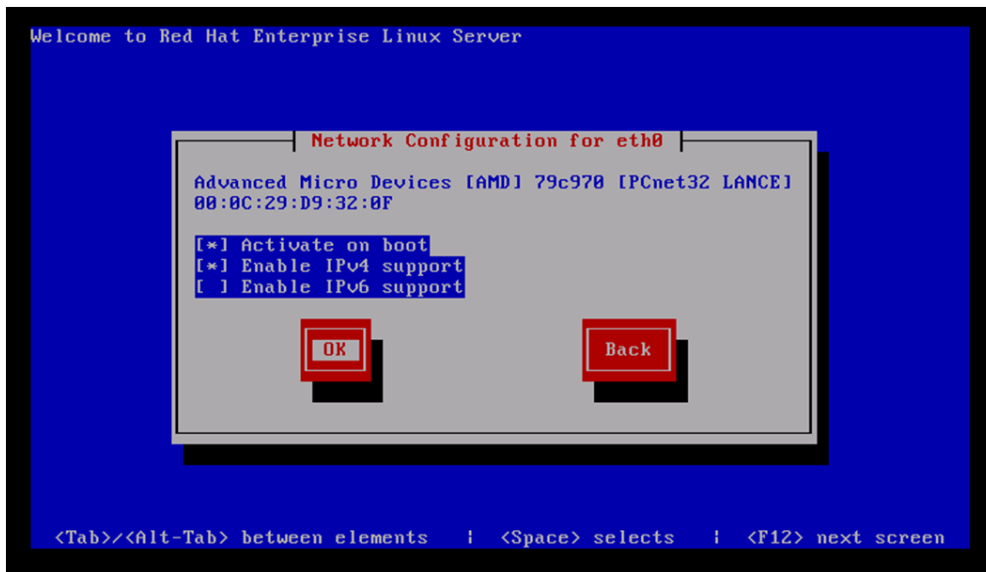 Welcome to Red Hat Enterprise Linux Server
Network Configuration for eth0
Advanced Micro Devices [AMD] 79c970 [PCnet32 LANCE]
00:0C:29:D9:32:0F
[*] Activate on boot
[*] Enable IPv4 support
[ ] Enable IPv6 support
OK Back
<Tab>/<Alt-Tab> between elements | <Space> selects | <F12> next screen